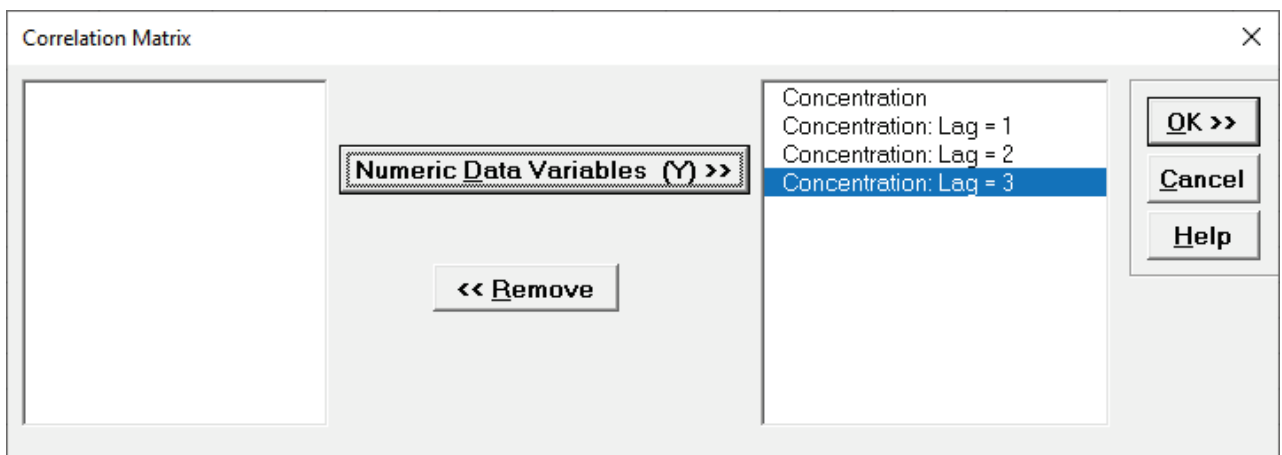 Correlation Matrix
Numeric Data Variables (Y) >>
<< Remove
Concentration
Concentration: Lag = 1
Concentration: Lag = 2
Concentration: Lag = 3
OK >>
Cancel
Help